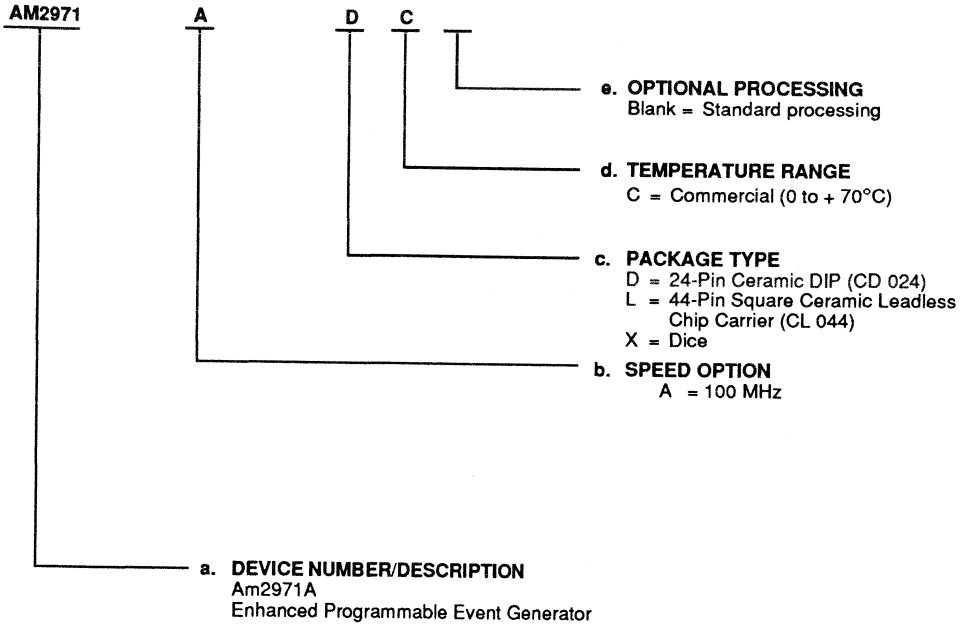 AM2971 A D C
e. OPTIONAL PROCESSING
Blank = Standard processing
d. TEMPERATURE RANGE
C = Commercial (0 to + 70°C)
c. PACKAGE TYPE
D = 24-Pin Ceramic DIP (CD 024)
L = 44-Pin Square Ceramic Leadless
Chip Carrier (CL 044)
X = Dice
b. SPEED OPTION
A = 100 MHz
a. DEVICE NUMBER/DESCRIPTION
Am2971A
Enhanced Programmable Event Generator